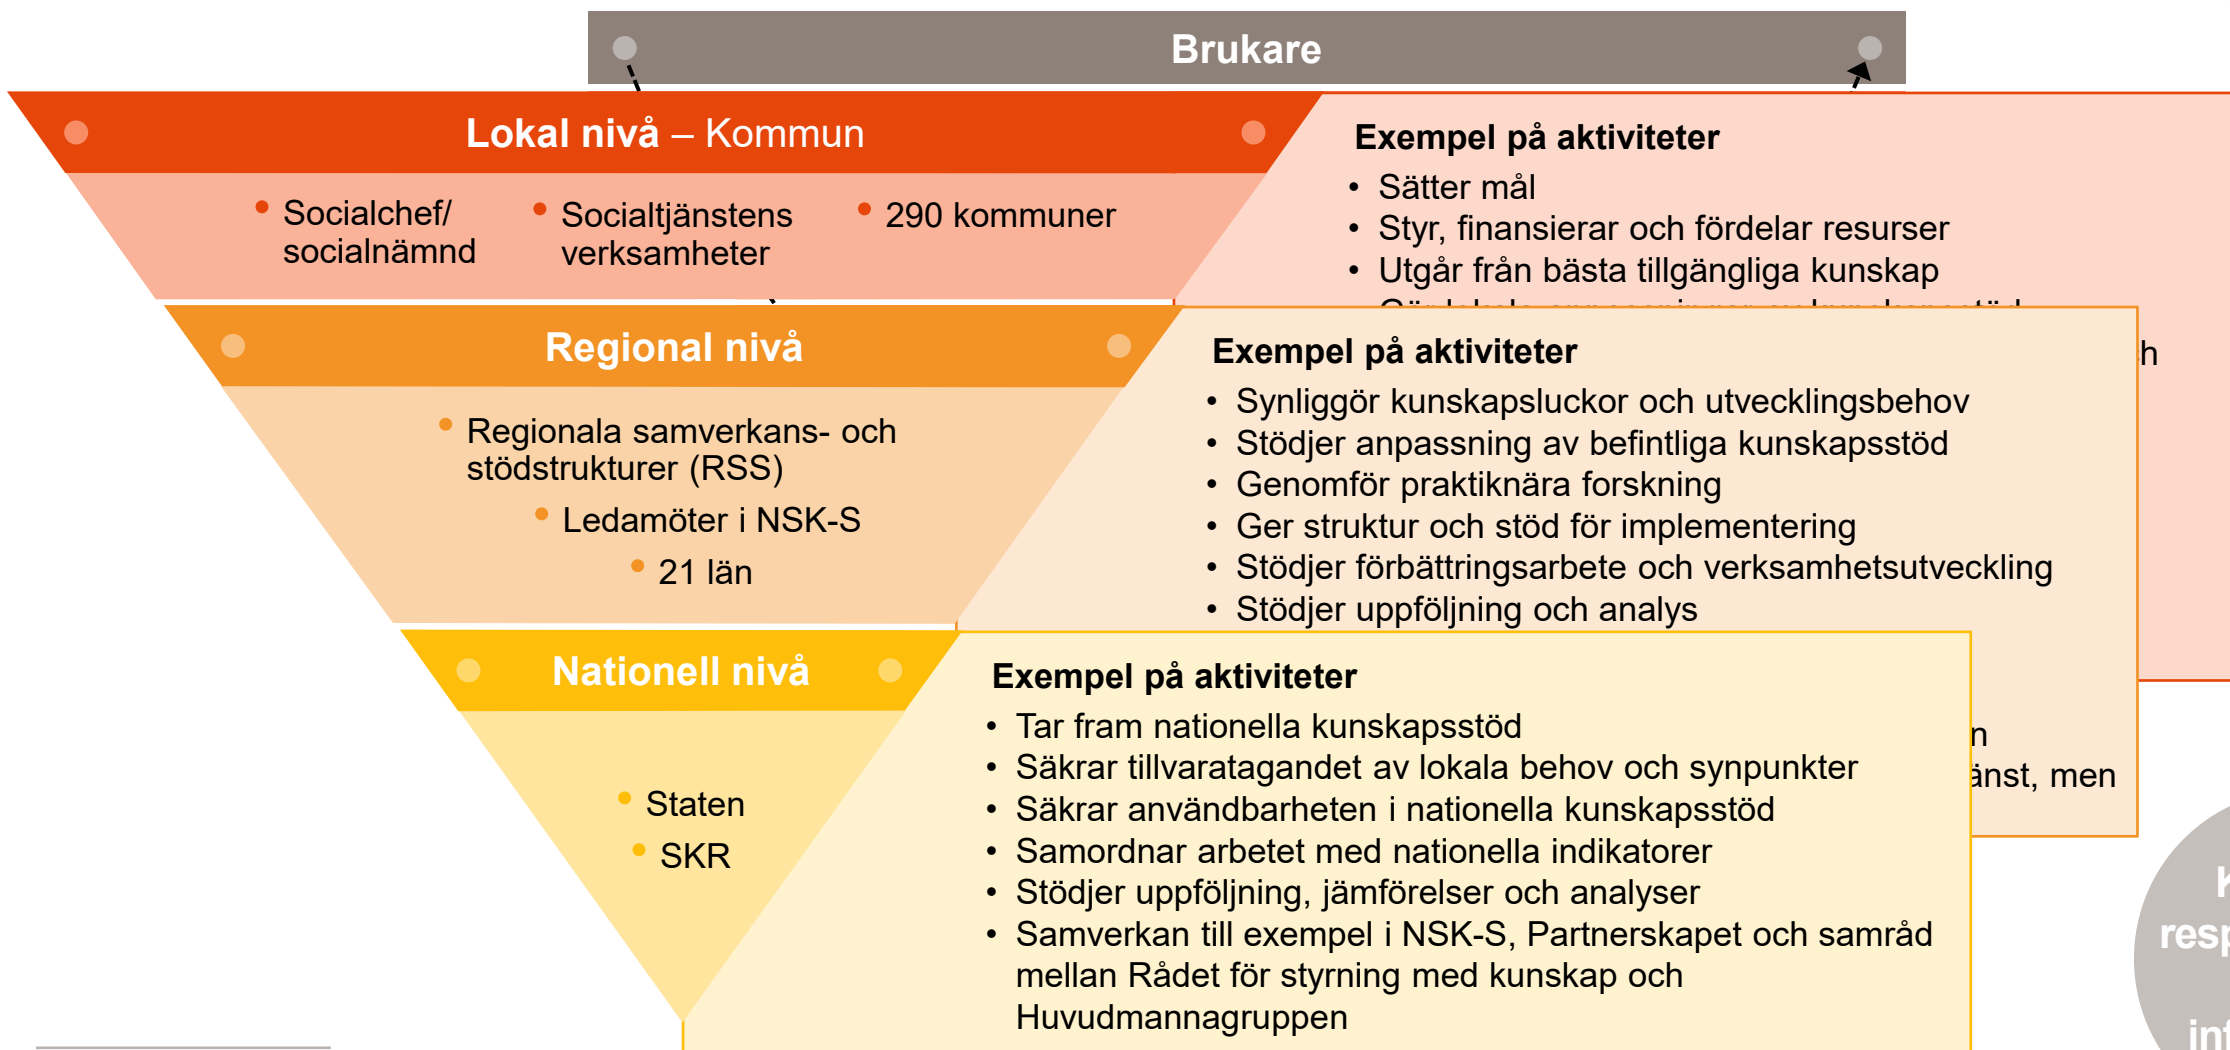 Brukare
Lokal nivå – Kommun
• Socialchef/
socialnämnd
• Socialtjänstens
verksamheter
• 290 kommuner
Exempel på aktiviteter
• Sätter mål
• Styr, finansierar och fördelar resurser
• Utgår från bästa tillgängliga kunskap
Regional nivå
• Regionala samverkans- och
stödstrukturer (RSS)
• Ledamöter i NSK-S
• 21 län
Exempel på aktiviteter
• Synliggör kunskapsluckor och utvecklingsbehov
• Stödjer anpassning av befintliga kunskapsstöd
• Genomför praktiknära forskning
• Ger struktur och stöd för implementering
• Stödjer förbättringsarbete och verksamhetsutveckling
• Stödjer uppföljning och analys
men
Nationell nivå
• Staten
• SKR
Exempel på aktiviteter
• Tar fram nationella kunskapsstöd
• Säkrar tillvaratagandet av lokala behov och synpunkter
• Säkrar användbarheten i nationella kunskapsstöd
• Samordnar arbetet med nationella indikatorer
• Stödjer uppföljning, jämförelser och analyser
• Samverkan till exempel i NSK-S, Partnerskapet och samråd
mellan Rådet för styrning med kunskap och
Huvudmannagruppen